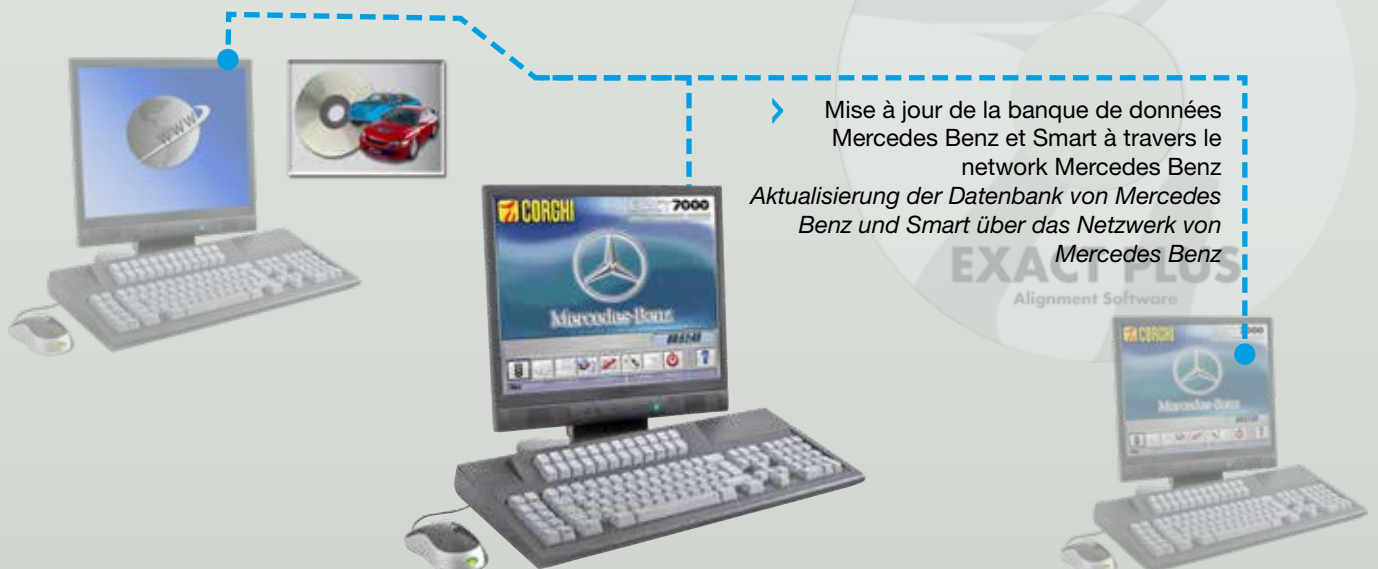 WWW
Mise à jour de la banque de données
Mercedes Benz et Smart à travers le
network Mercedes Benz
Aktualisierung der Datenbank von Mercedes
Benz und Smart über das Netzwerk von
Mercedes Benz
EXACT PLUS
Alignment Software
CORGHI
EXACT 7000
Mercedes-Benz
CORGHI
7000
Mercedes-Benz